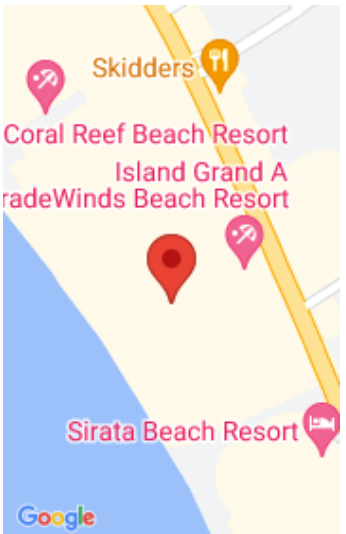 Skidders
Coral Reef Beach Resort
Island Grand A
radeWinds Beach Resort
Sirata Beach Resort
Google